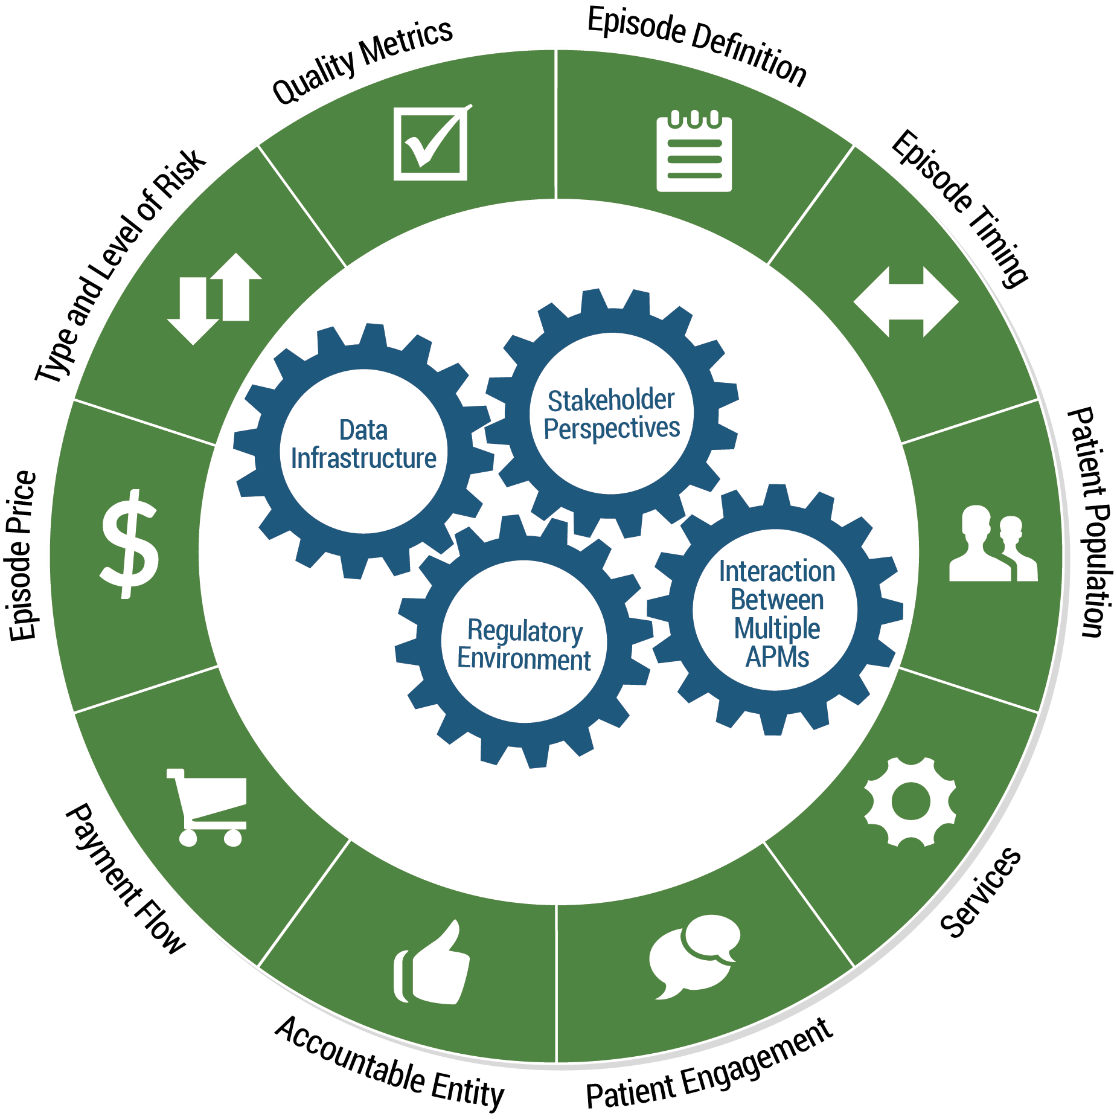 Episode Definition
Episode Timing
Patient Population
Services
Patient Engagement
Accountable Entity
Payment Flow
Episode Price
$
Type and Level of Risk
Quality Metrics
Data
Infrastructure
Stakeholder
Perspectives
Regulatory
Environment
Interaction
Between
Multiple
APMs